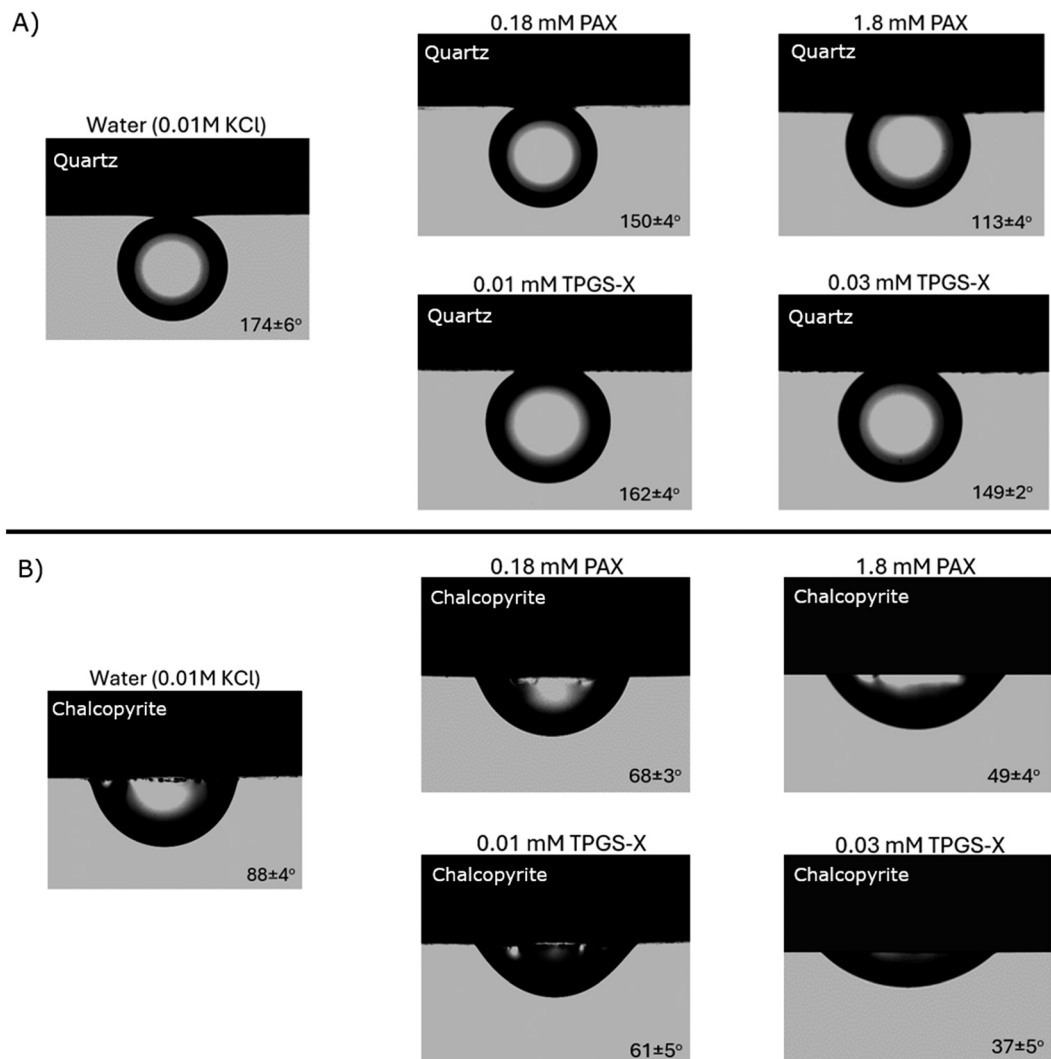 A)
0.18 mM PAX
1.8 mM PAX
Quartz
Quartz
Water (0.01M KCl)
Quartz
150±4°
113±4°
0.01 mM TPGS-X
0.03 mM TPGS-X
Quartz
Quartz
174±6°
162±4°
149±2°
B)
0.18 mM PAX
1.8 mM PAX
Chalcopyrite
Chalcopyrite
Water (0.01M KCl)
Chalcopyrite
68±3°
49±4°
0.01 mM TPGS-X
0.03 mM TPGS-X
Chalcopyrite
Chalcopyrite
88±4°
61±5°
37±5°